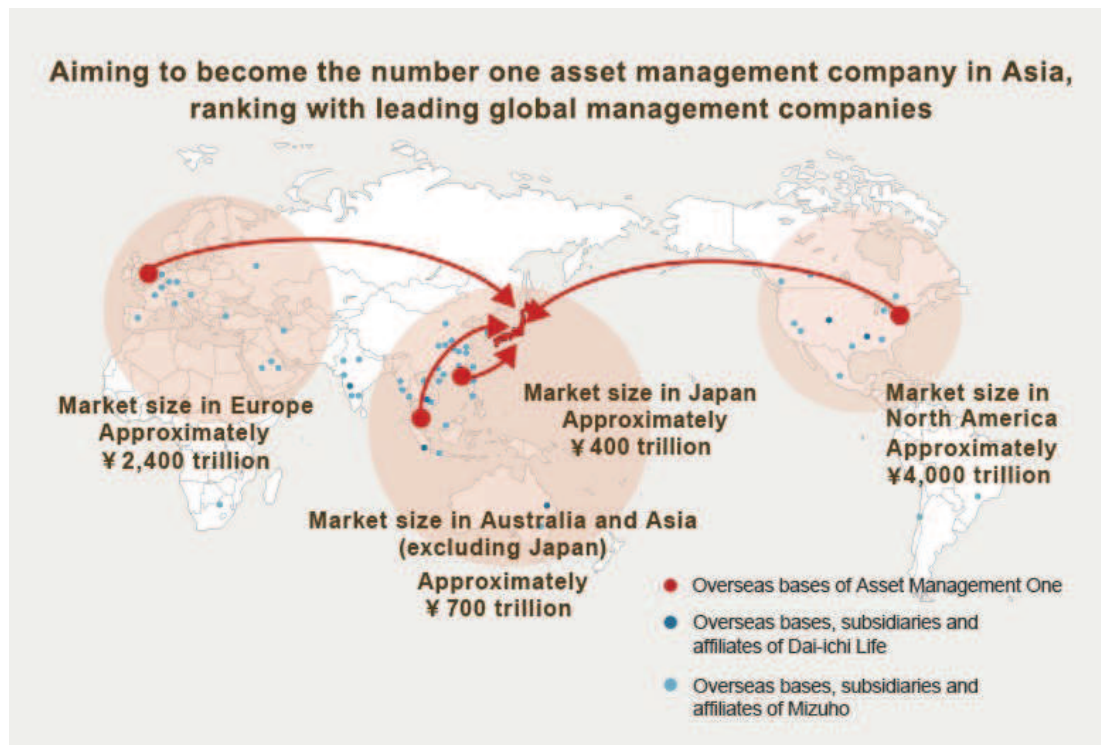 Aiming to become the number one asset management company in Asia,
ranking with leading global management companies
Market size in Europe
Approximately
¥ 2,400 trillion
Market size in Japan
Approximately
¥ 400 trillion
Market size in
North America
Approximately
¥4,000 trillion
Market size in Australia and Asia
(excluding Japan)
Approximately
¥ 700 trillion
Overseas bases of Asset Management One
Overseas bases, subsidiaries and
affiliates of Dai-ichi Life
Overseas bases, subsidiaries and
affiliates of Mizuho